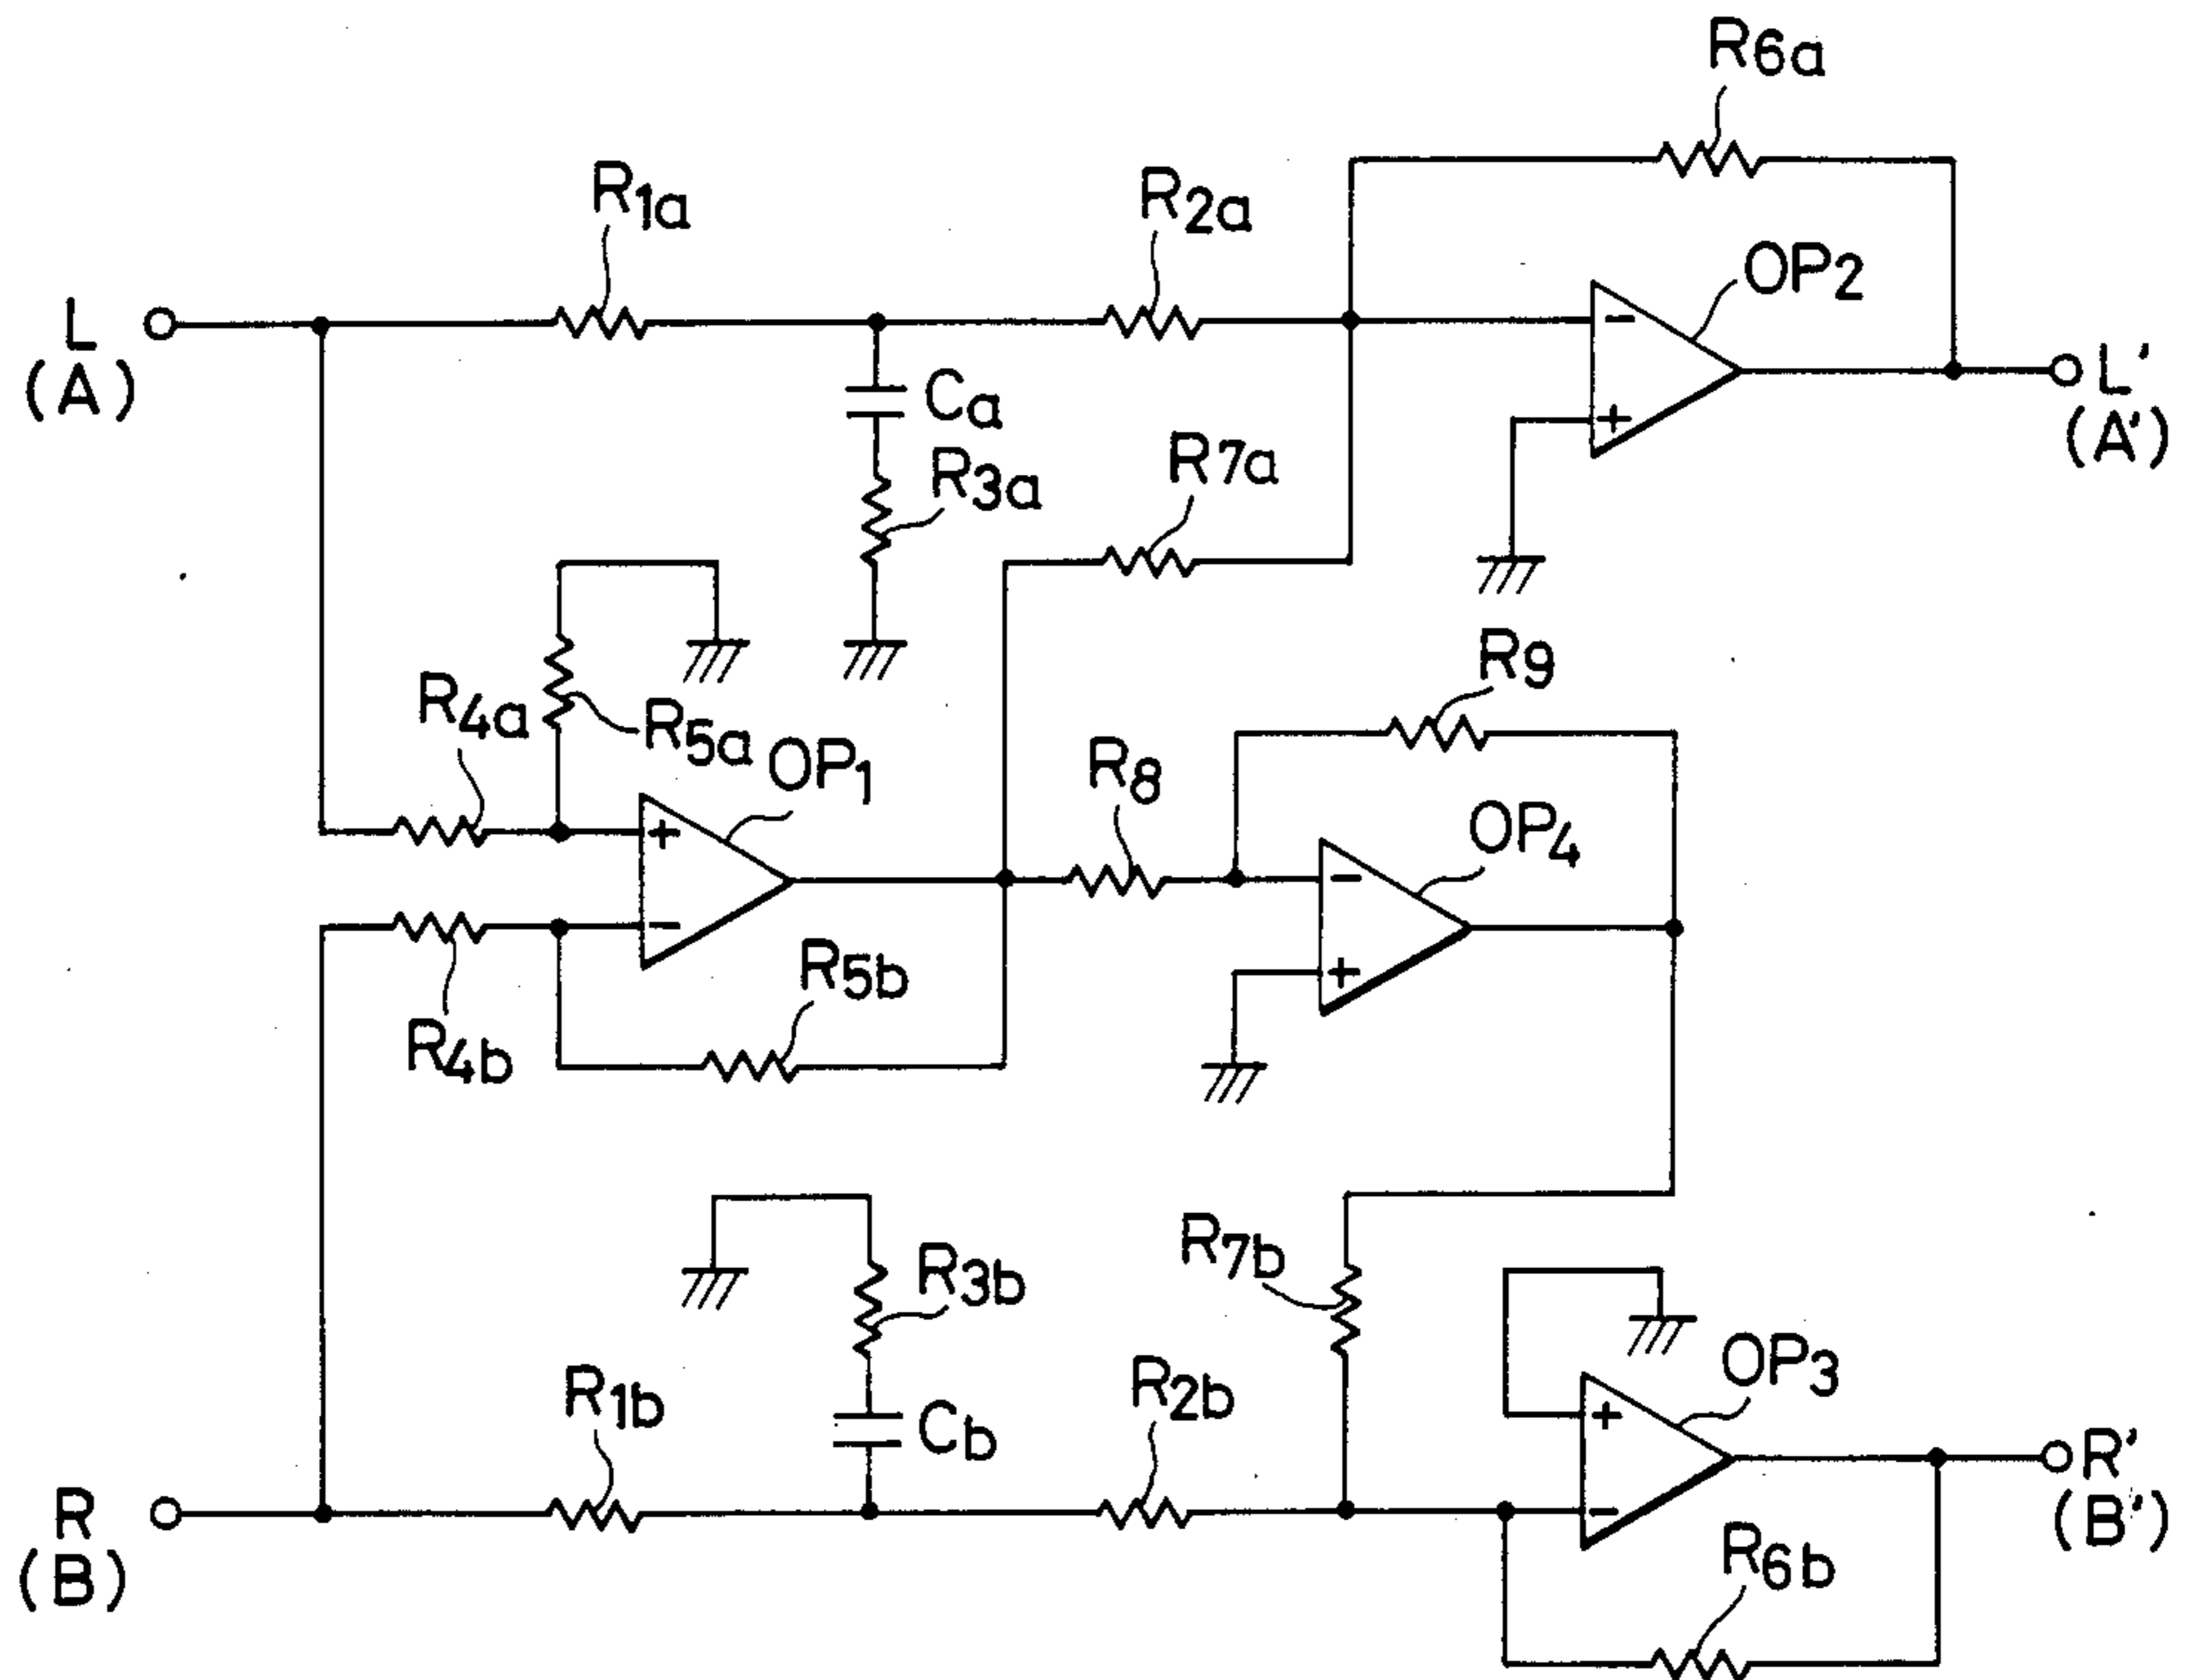 R6a
R1a
R2a
OP2
L
(A)
Ca
L'
(A')
R3a
R7a
R9
R4a
R5a
OP1
R8
OP4
R5b
R4b
R7b
R3b
OP3
R1b
R2b
Cb
R
(B)
R'
(B')
R6b
+
-
-
+
-
+
+
-